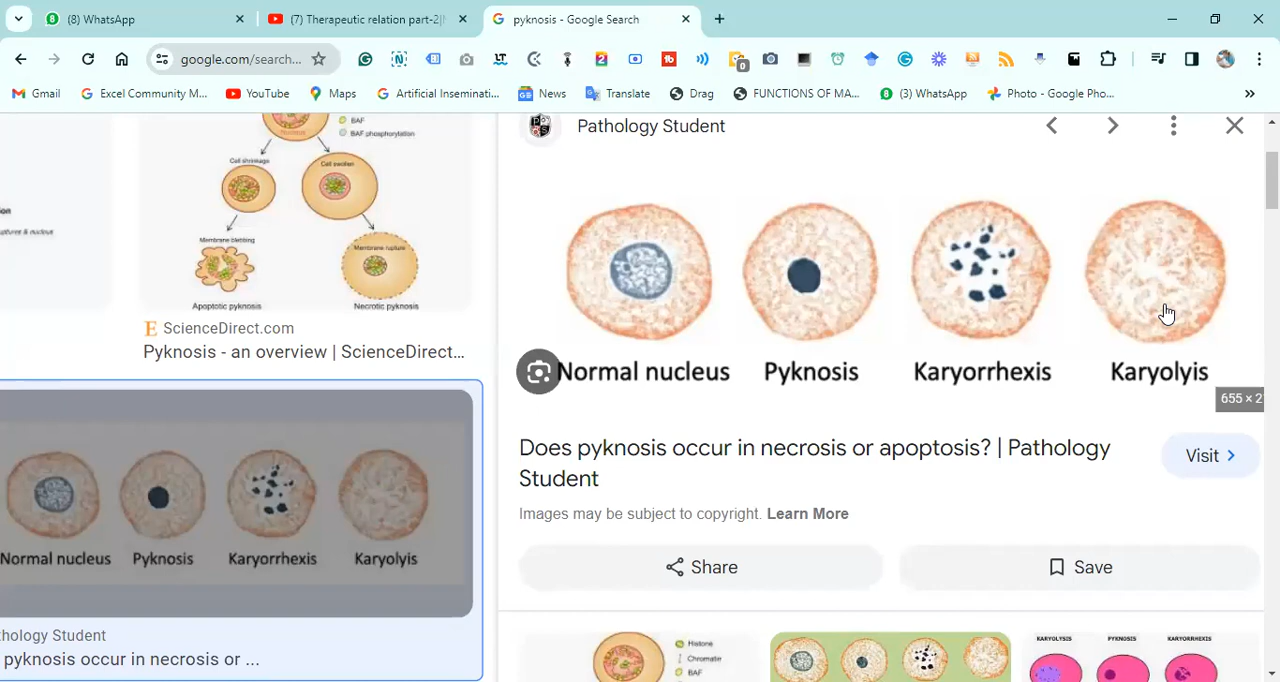 (8) WhatsApp
(7) Therapeutic relation part-2||
pyknosis - Google Search
google.com/search...
Gmail
Excel Community M...
YouTube
Maps
Artificial Inseminati...
News
Translate
Drag
FUNCTIONS OF MA...
(3) WhatsApp
Photo - Google Pho...
Nucleus
BAF
BAF phosphorylation
Cell shrinkage
Cell swollen
Membrane blebbing
Membrane rupture
Apoptotic pyknosis
Necrotic pyknosis
ScienceDirect.com
Pyknosis - an overview | ScienceDirect...
Normal nucleus
Pyknosis
Karyorrhexis
Karyolyis
thology Student
pyknosis occur in necrosis or ...
Pathology Student
Normal nucleus
Pyknosis
Karyorrhexis
Karyolyis
655 × 2
Does pyknosis occur in necrosis or apoptosis? | Pathology
Student
Visit
Images may be subject to copyright. Learn More
Share
Save
Histone
Chromatine
BAF
KARYOLYSIS
PYKNOSIS
KARYORRHEXIS